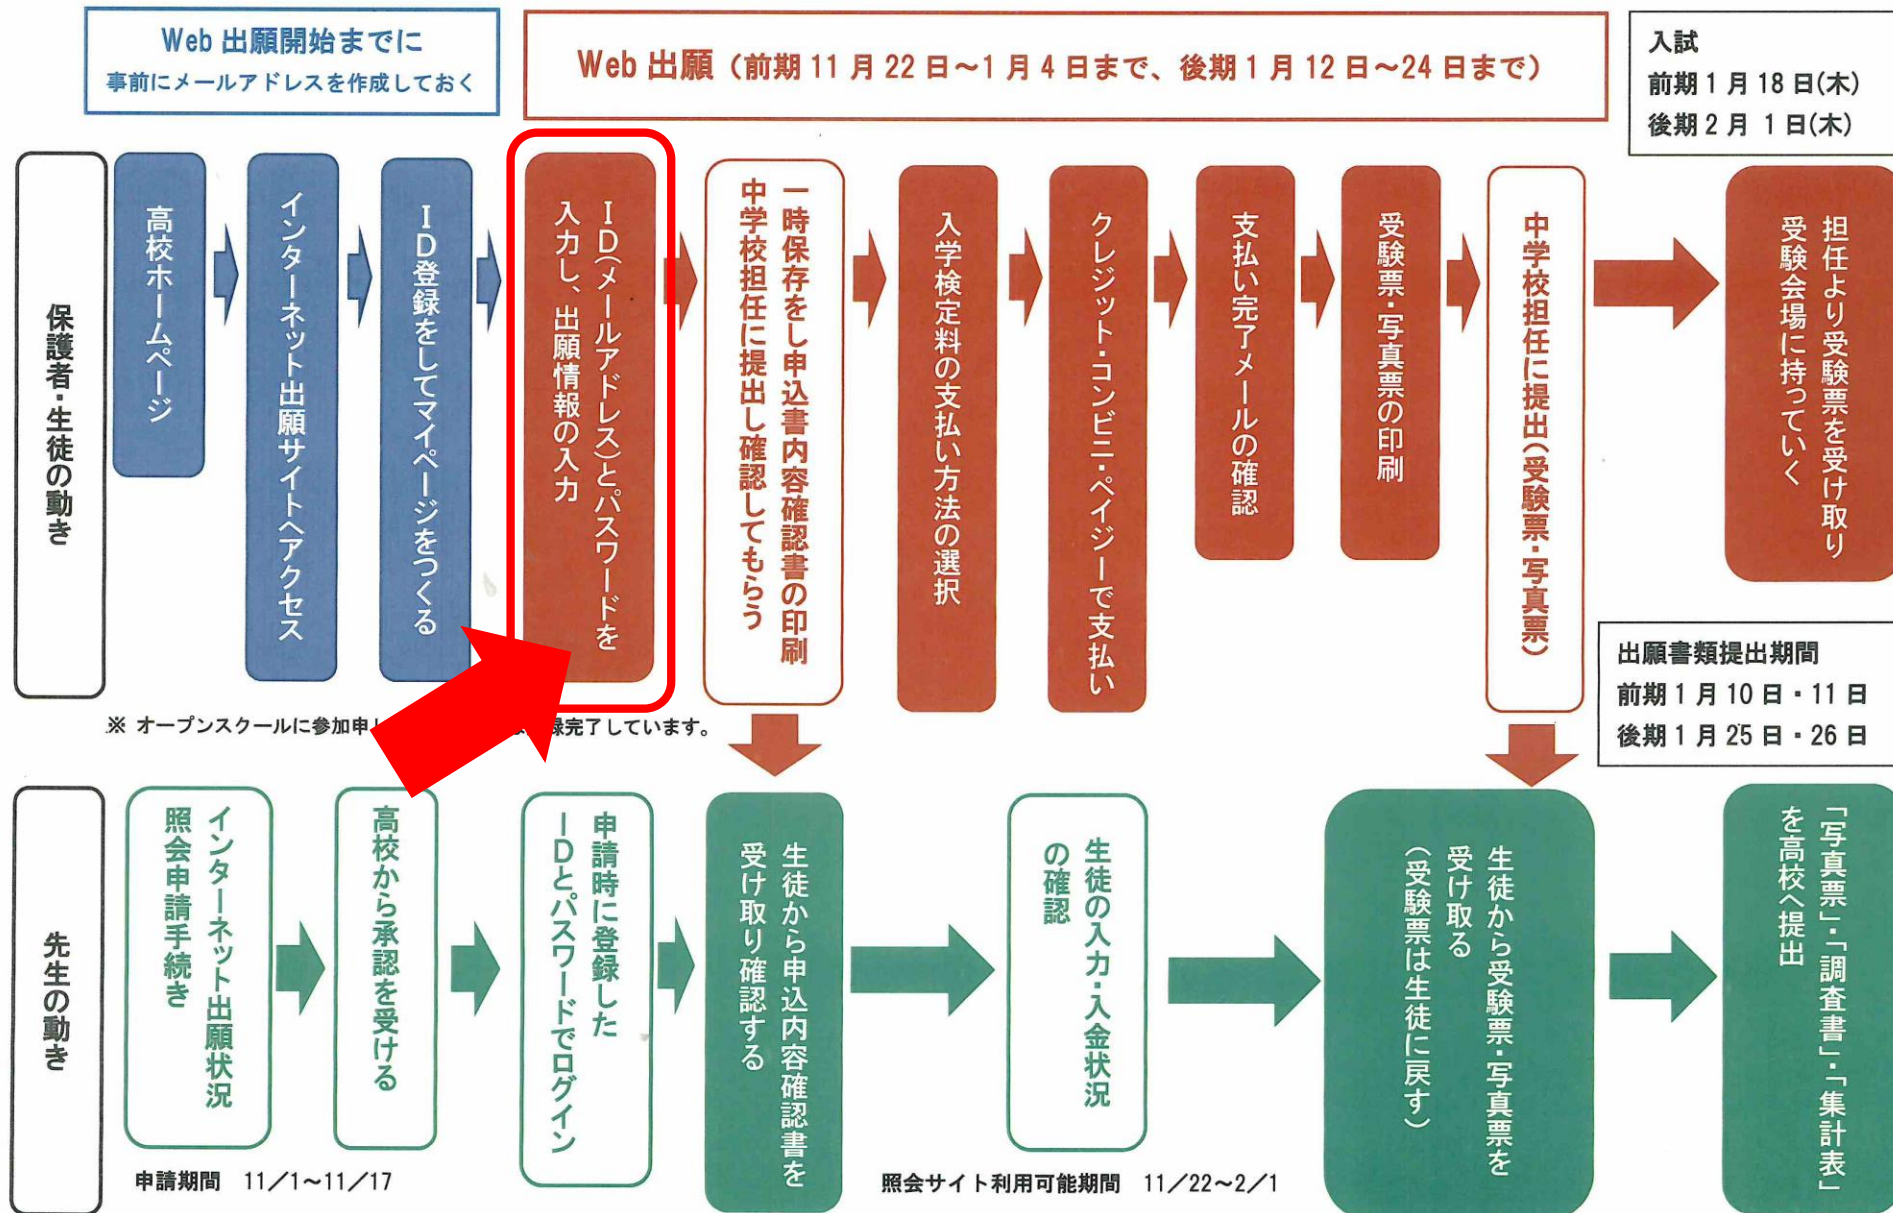 Web 出願開始までに
事前にメールアドレスを作成しておく
Web 出願（前期 11 月 22 日～1 月 4 日まで、後期 1 月 12 日～24 日まで）
入試
前期 1 月 18 日(木)
後期 2 月 1 日(木)
保護者・生徒の動き
高校ホームページ
インターネット出願サイトへアクセス
ＩＤ登録をしてマイページをつくる
ＩＤ(メールアドレス)とパスワードを
入力し、出願情報の入力
一時保存をし申込書内容確認書の印刷
中学校担任に提出し確認してもらう
入学検定料の支払い方法の選択
クレジット・コンビニ・ペイジーで支払い
支払い完了メールの確認
受験票・写真票の印刷
中学校担任に提出(受験票・写真票)
担任より受験票を受け取り
受験会場に持っていく
※ オープンスクールに参加申し
録完了しています。
出願書類提出期間
前期 1 月 10 日・11 日
後期 1 月 25 日・26 日
先生の動き
インターネット出願状況
照会申請手続き
高校から承認を受ける
申請時に登録した
ＩＤとパスワードでログイン
生徒から申込内容確認書を
受け取り確認する
生徒の入力・入金状況
の確認
生徒から受験票・写真票を
受け取る
(受験票は生徒に戻す)
「写真票」・「調査書」・「集計表」
を高校へ提出
申請期間　11／1～11／17
照会サイト利用可能期間　11／22～2／1